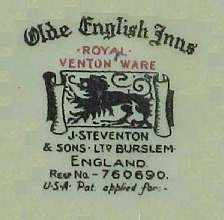 Olde English Inns
·ROYAL·
VENTON WARE
J·STEVENTON
& SONS·LTD BURSLEM·
ENGLAND.
REGD No-760690.
U·S·A· Pat applied for:-